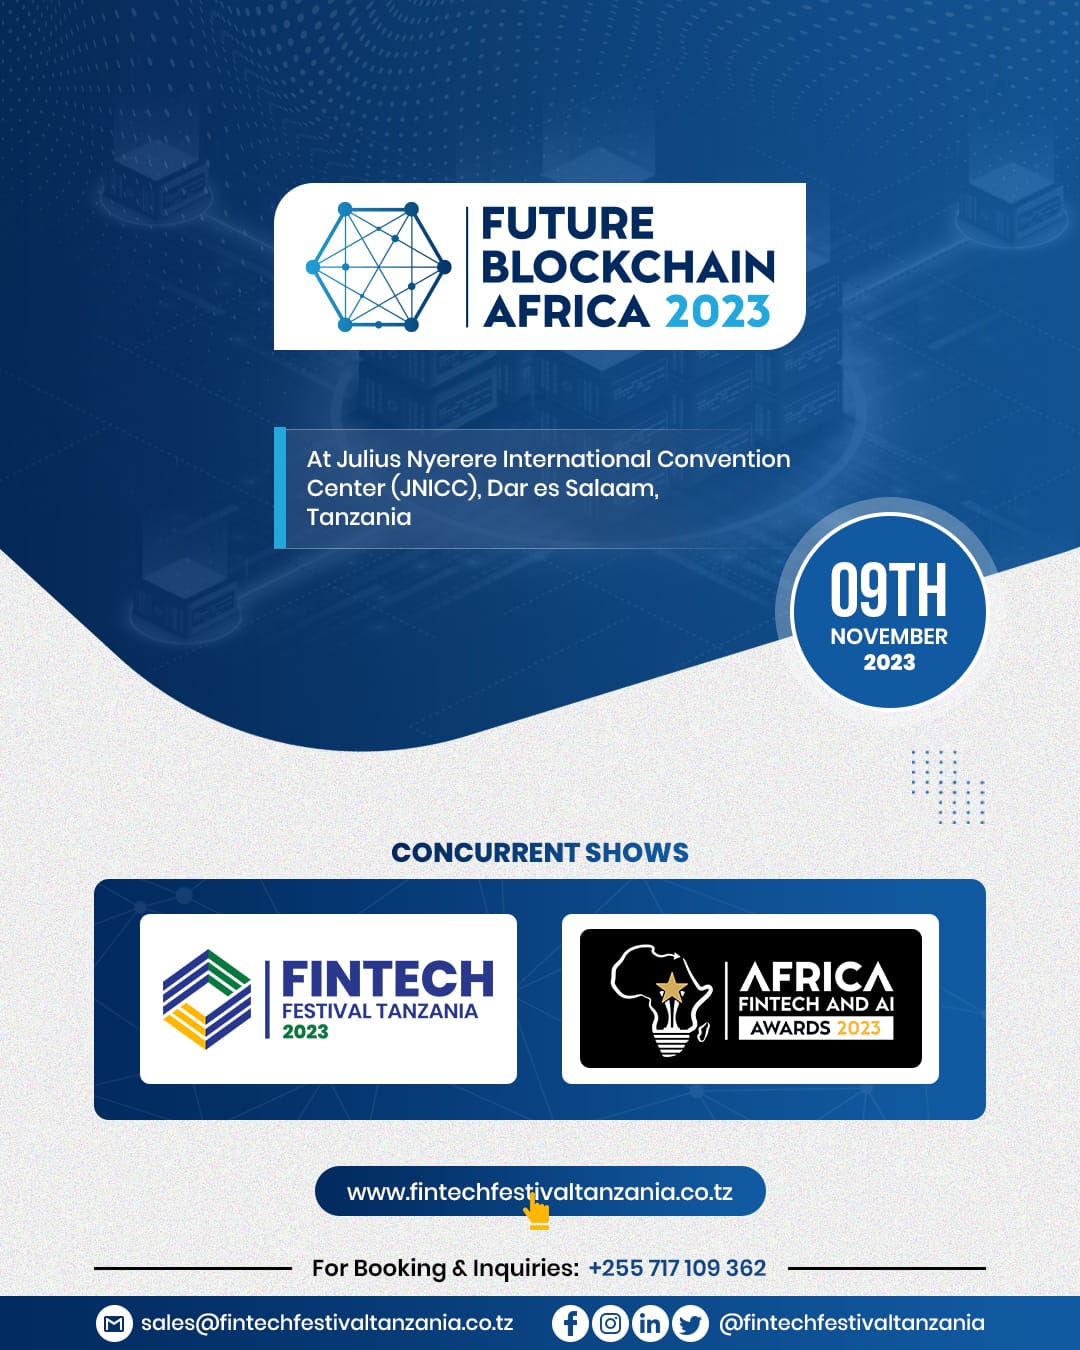 FUTURE
BLOCKCHAIN
AFRICA 2023
At Julius Nyerere International Convention
Center (JNICC), Dar es Salaam,
Tanzania
09TH
NOVEMBER
2023
CONCURRENT SHOWS
FINTECH
FESTIVAL TANZANIA
2023
AFRICA
FINTECH AND AI
AWARDS 2023
www.fintechfestivaltanzania.co.tz
For Booking & Inquiries: +255 717 109 362
sales@fintechfestivaltanzania.co.tz
@fintechfestivaltanzania